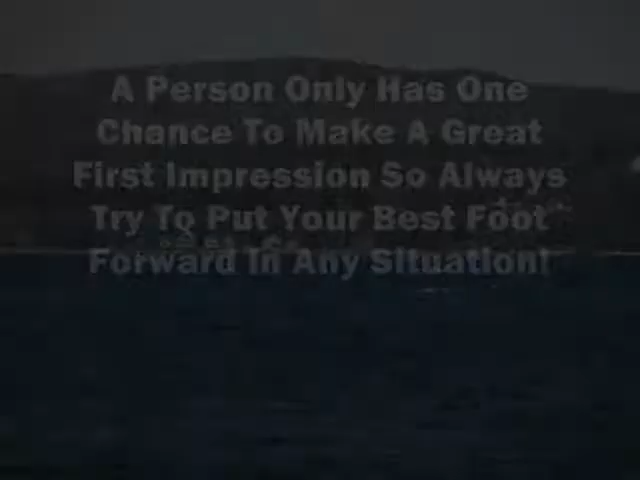 A Person Only Has One
Chance To Make A Great
First Impression So Always
Try To Put Your Best Foot
Forward In Any Situation!